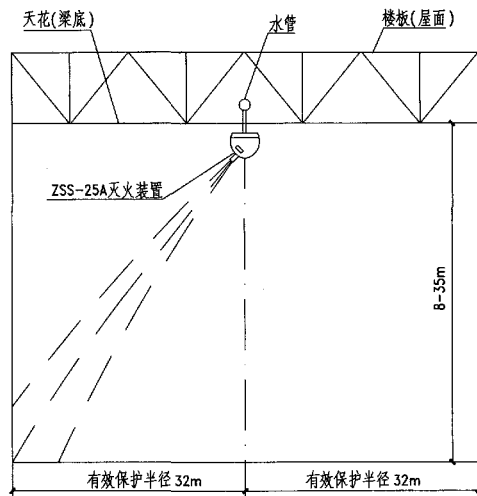 天花(梁底)
水管
楼板(屋面)
ZSS-25A灭火装置
8-35m
有效保护半径 32m
有效保护半径 32m